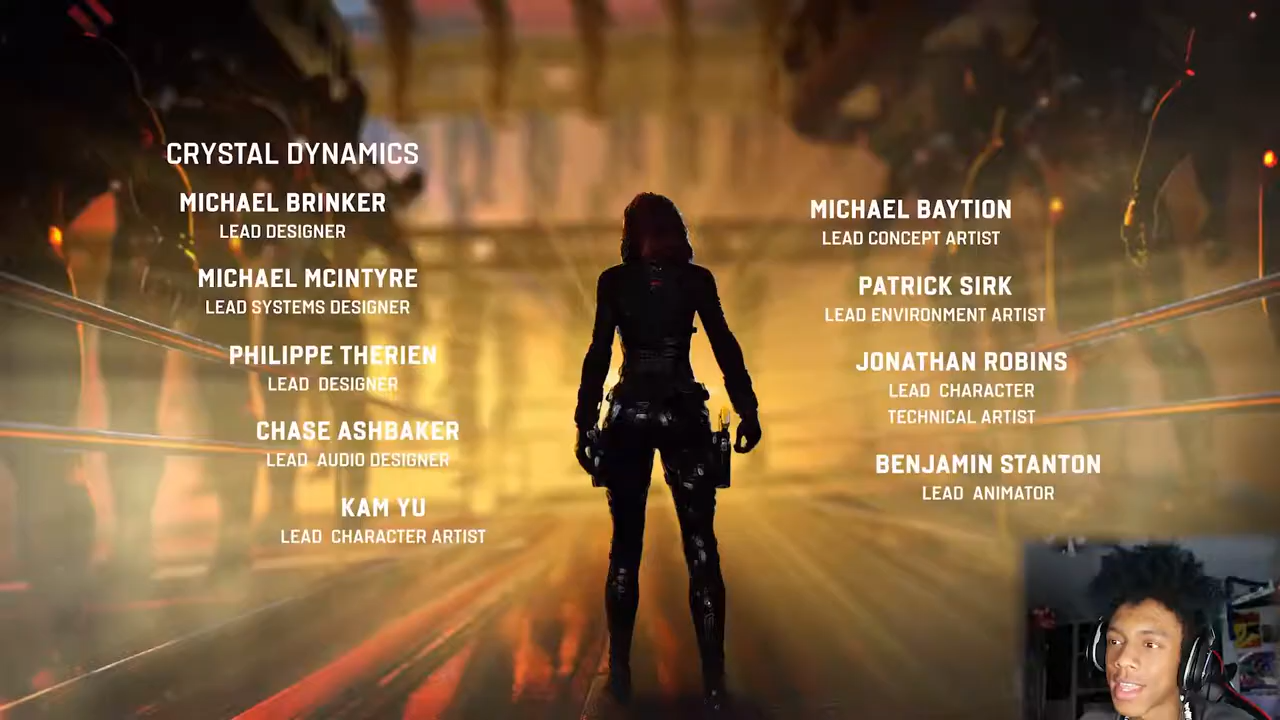 CRYSTAL DYNAMICS
MICHAEL BRINKER
LEAD DESIGNER
MICHAEL MCINTYRE
LEAD SYSTEMS DESIGNER
PHILIPPE THERIEN
LEAD DESIGNER
CHASE ASHBAKER
LEAD AUDIO DESIGNER
KAM YU
LEAD CHARACTER ARTIST
MICHAEL BAYTION
LEAD CONCEPT ARTIST
PATRICK SIRK
LEAD ENVIRONMENT ARTIST
JONATHAN ROBINS
LEAD CHARACTER
TECHNICAL ARTIST
BENJAMIN STANTON
LEAD ANIMATOR